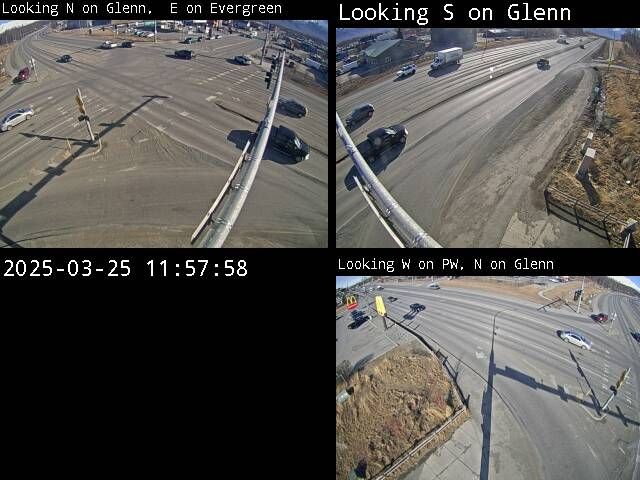 Looking N on Glenn,  E on Evergreen
Looking S on Glenn
2025-03-25 11:57:58
Looking W on PW, N on Glenn